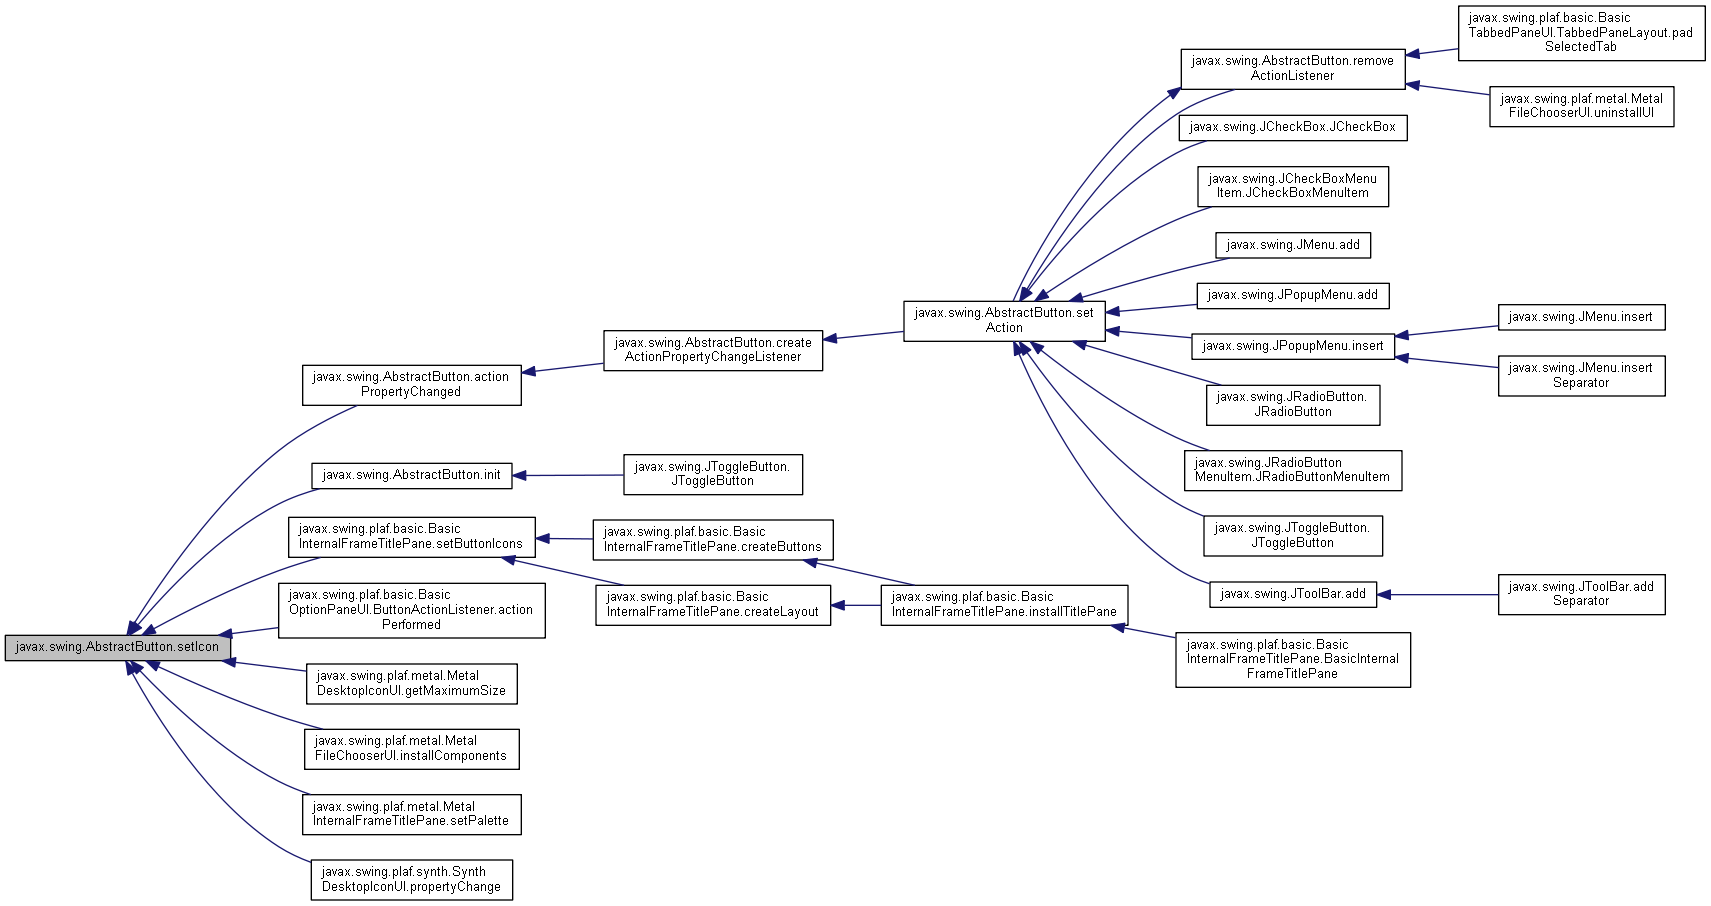 javax.swing.plaf.basic.Basic
TabbedPaneUI.TabbedPaneLayout.pad
SelectedTab
javax.swing.AbstractButton.remove
ActionListener
javax.swing.plaf.metal.Metal
FileChooserUI.uninstallUI
javax.swing.JCheckBox.JCheckBox
javax.swing.JCheckBoxMenu
Item.JCheckBoxMenuItem
javax.swing.JMenu.add
javax.swing.JPopupMenu.add
javax.swing.AbstractButton.set
Action
javax.swing.JMenu.insert
javax.swing.JPopupMenu.insert
javax.swing.AbstractButton.create
ActionPropertyChangeListener
javax.swing.JMenu.insert
Separator
javax.swing.AbstractButton.action
PropertyChanged
javax.swing.JRadioButton.
JRadioButton
javax.swing.JRadioButton
MenuItem.JRadioButtonMenuItem
javax.swing.AbstractButton.init
javax.swing.JToggleButton.
JToggleButton
javax.swing.JToggleButton.
JToggleButton
javax.swing.plaf.basic.Basic
InternalFrameTitlePane.setButtonIcons
javax.swing.plaf.basic.Basic
InternalFrameTitlePane.createButtons
javax.swing.JToolBar.add
javax.swing.JToolBar.add
Separator
javax.swing.plaf.basic.Basic
OptionPaneUI.ButtonActionListener.action
Performed
javax.swing.plaf.basic.Basic
InternalFrameTitlePane.createLayout
javax.swing.plaf.basic.Basic
InternalFrameTitlePane.installTitlePane
javax.swing.AbstractButton.setIcon
javax.swing.plaf.basic.Basic
InternalFrameTitlePane.BasicInternal
FrameTitlePane
javax.swing.plaf.metal.Metal
DesktopIconUI.getMaximumSize
javax.swing.plaf.metal.Metal
FileChooserUI.installComponents
javax.swing.plaf.metal.Metal
InternalFrameTitlePane.setPalette
javax.swing.plaf.synth.Synth
DesktopIconUI.propertyChange